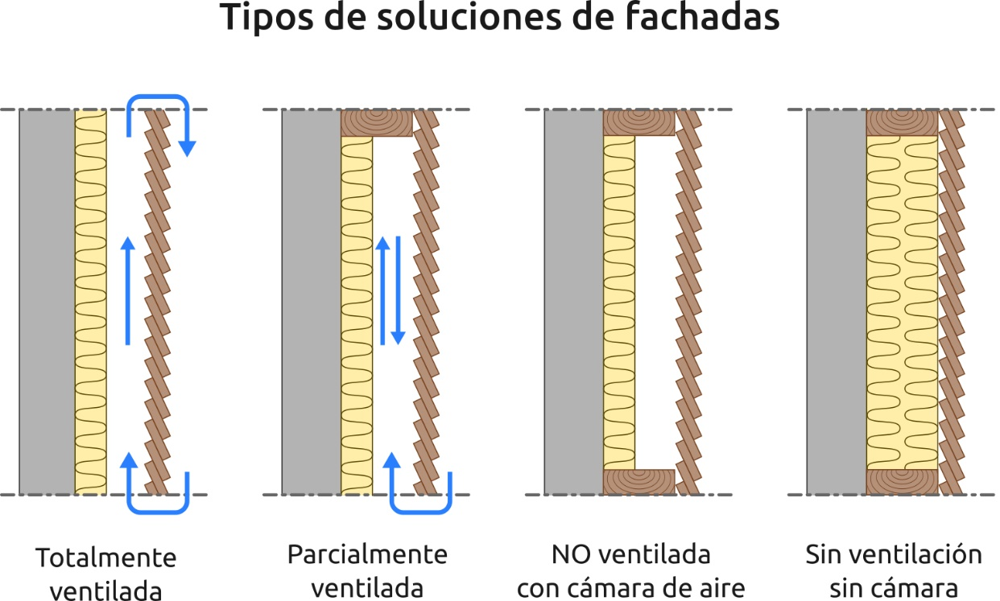 Tipos de soluciones de fachadas
Totalmente
ventilada
Parcialmente
ventilada
NO ventilada
con cámara de aire
Sin ventilación
sin cámara